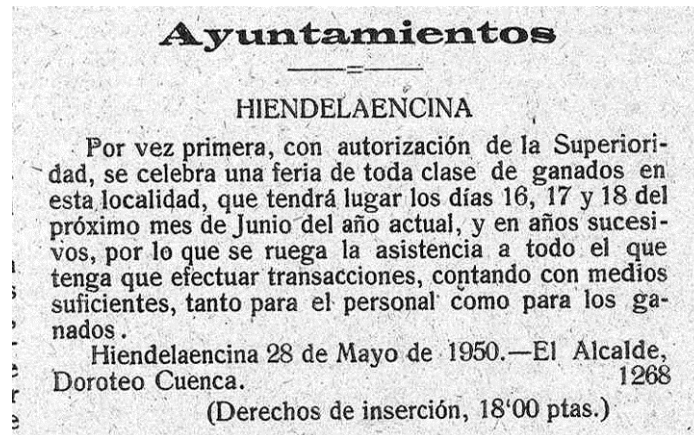 Ayuntamientos
HIENDELAENCINA
Por vez primera, con autorización de la Superiori-
dad, se celebra una feria de toda clase de ganados en
esta localidad, que tendrá lugar los días 16, 17 y 18 del
próximo mes de Junio del año actual, y en años sucesi-
vos, por lo que se ruega la asistencia a todo el que
tenga que efectuar transacciones, contando con medios
suficientes, tanto para el personal como para los ga-
nados.
Hiendelaencina 28 de Mayo de 1950.—El Alcalde,
Doroteo Cuenca. 1268
(Derechos de inserción, 18‘00 ptas.)